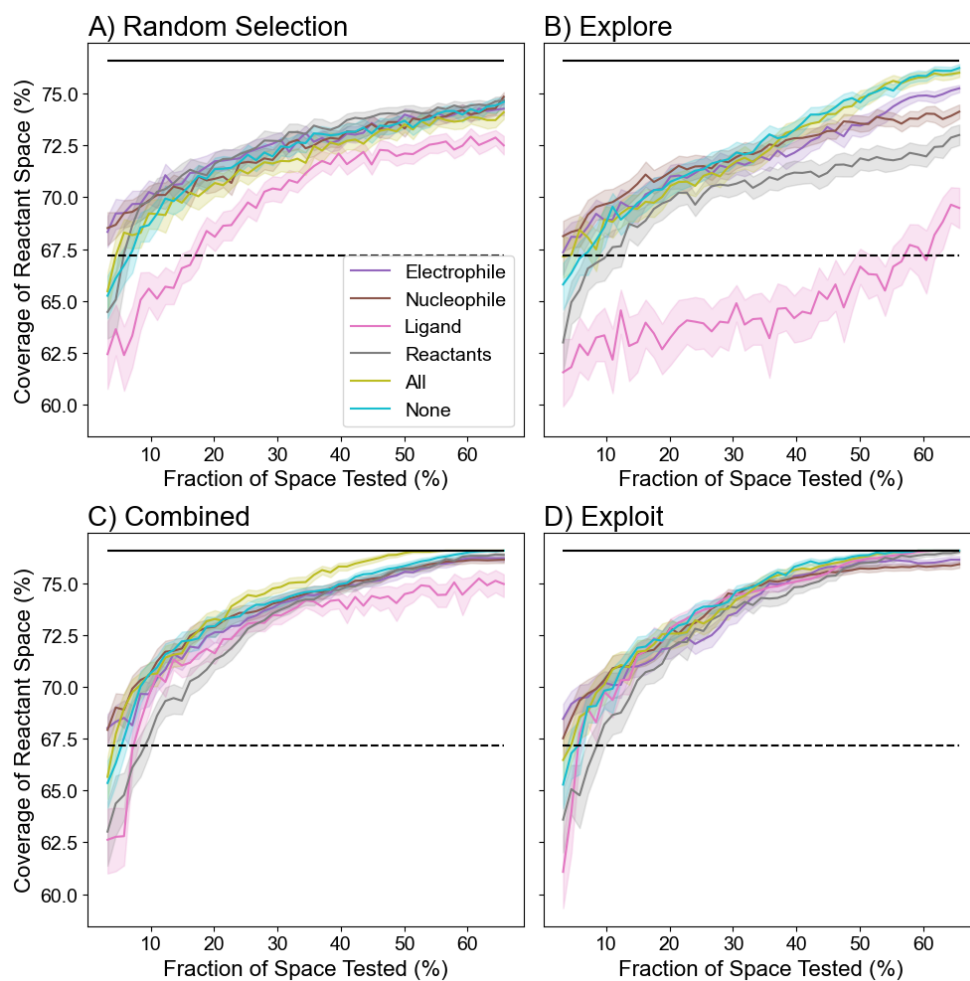 A) Random Selection
B) Explore
Coverage of Reactant Space (%)
75.0
72.5
70.0
67.5
65.0
62.5
60.0
Electrophile
Nucleophile
Ligand
Reactants
All
None
10 20 30 40 50 60
10 20 30 40 50 60
Fraction of Space Tested (%)
Fraction of Space Tested (%)
C) Combined
D) Exploit
Coverage of Reactant Space (%)
75.0
72.5
70.0
67.5
65.0
62.5
60.0
10 20 30 40 50 60
10 20 30 40 50 60
Fraction of Space Tested (%)
Fraction of Space Tested (%)